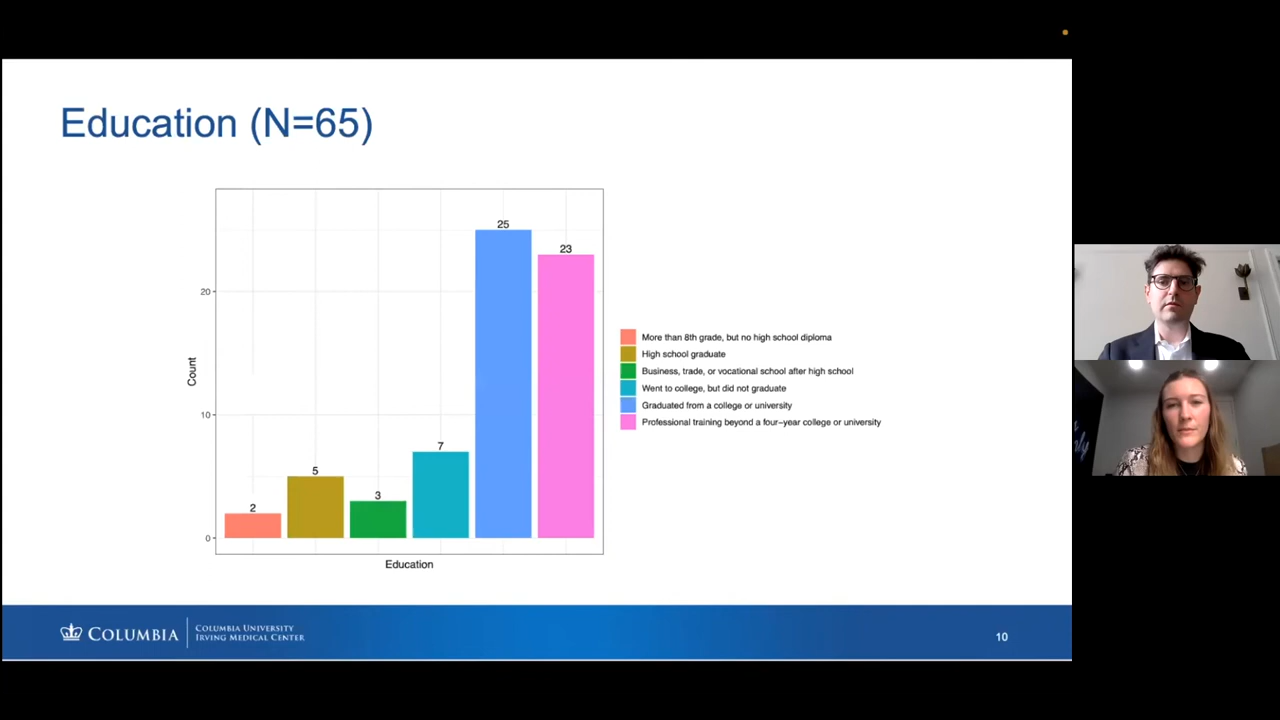 Education (N=65)
25
23
20
More than 8th grade, but no high school diploma
High school graduate
Count
Business, trade, or vocational school after high school
Went to college, but did not graduate
Graduated from a college or university
10
Professional training beyond a four-year college or university
7
5
3
2
0
Education
COLUMBIA
COLUMBIA UNIVERSITY
IRVING MEDICAL CENTER
10